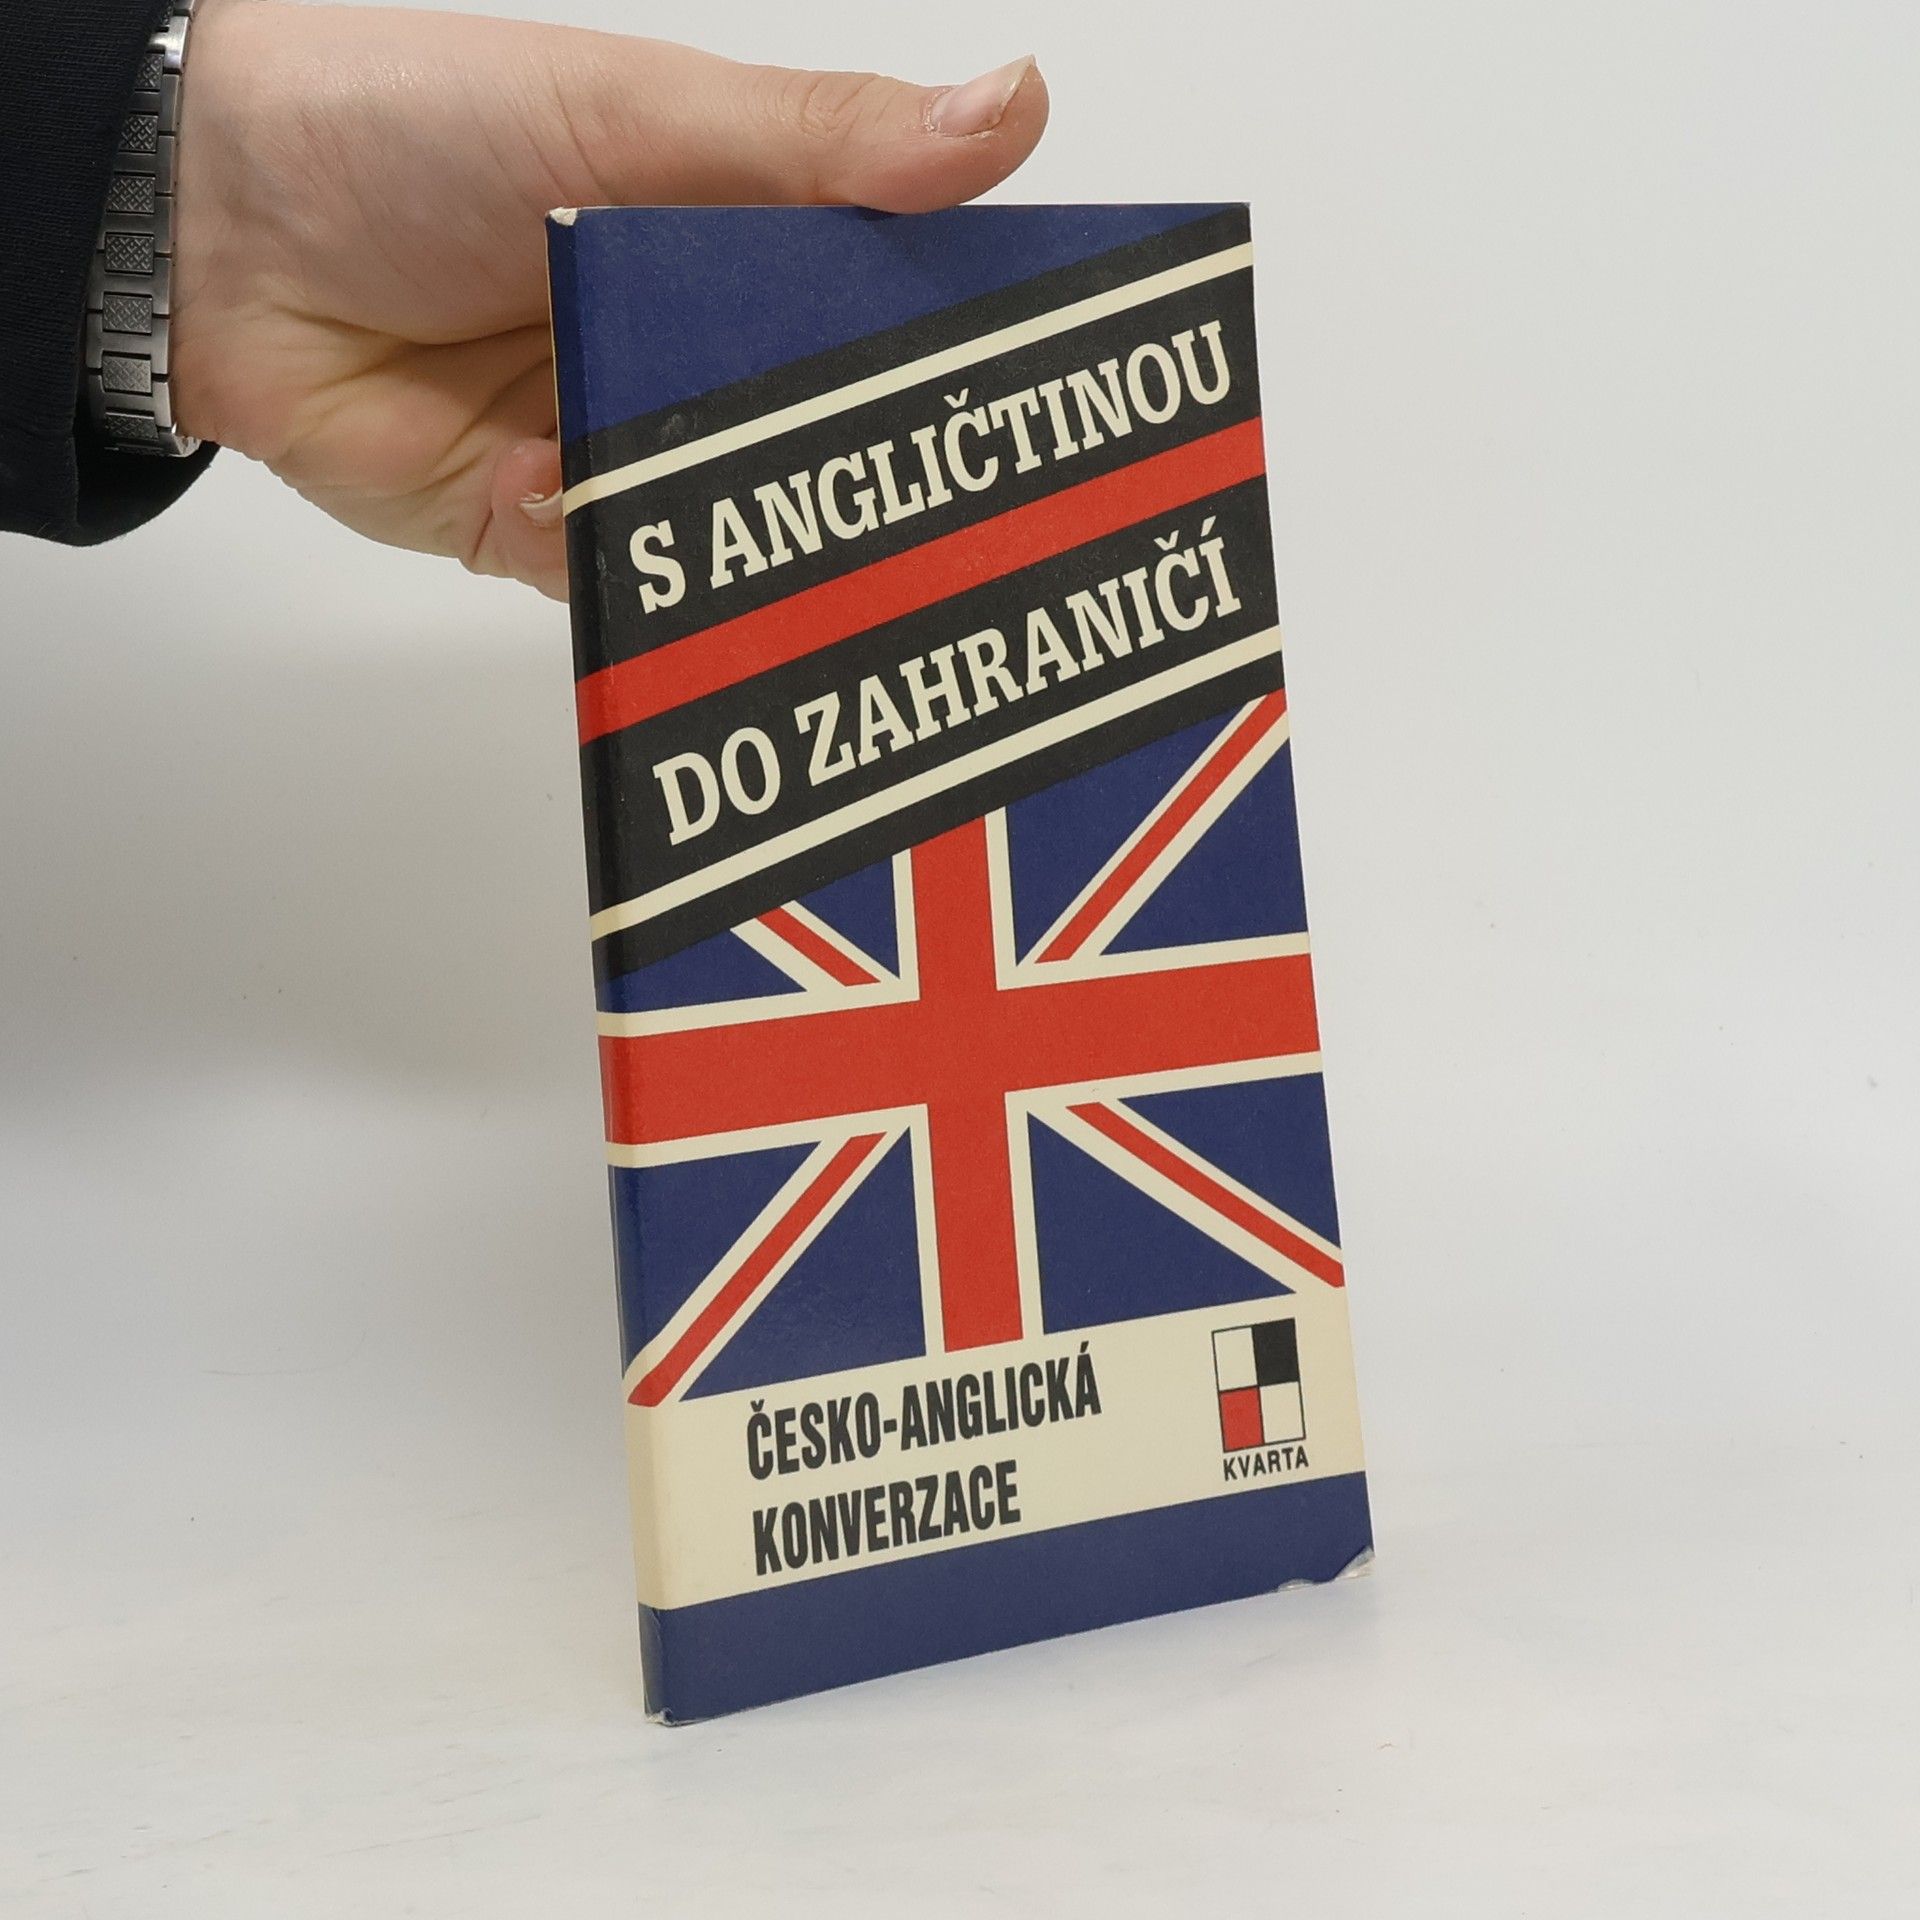 S ANGLIČTINOU
DO ZAHRANIČÍ
ČESKO-ANGLICKÁ
KONVERZACE
KVARTA